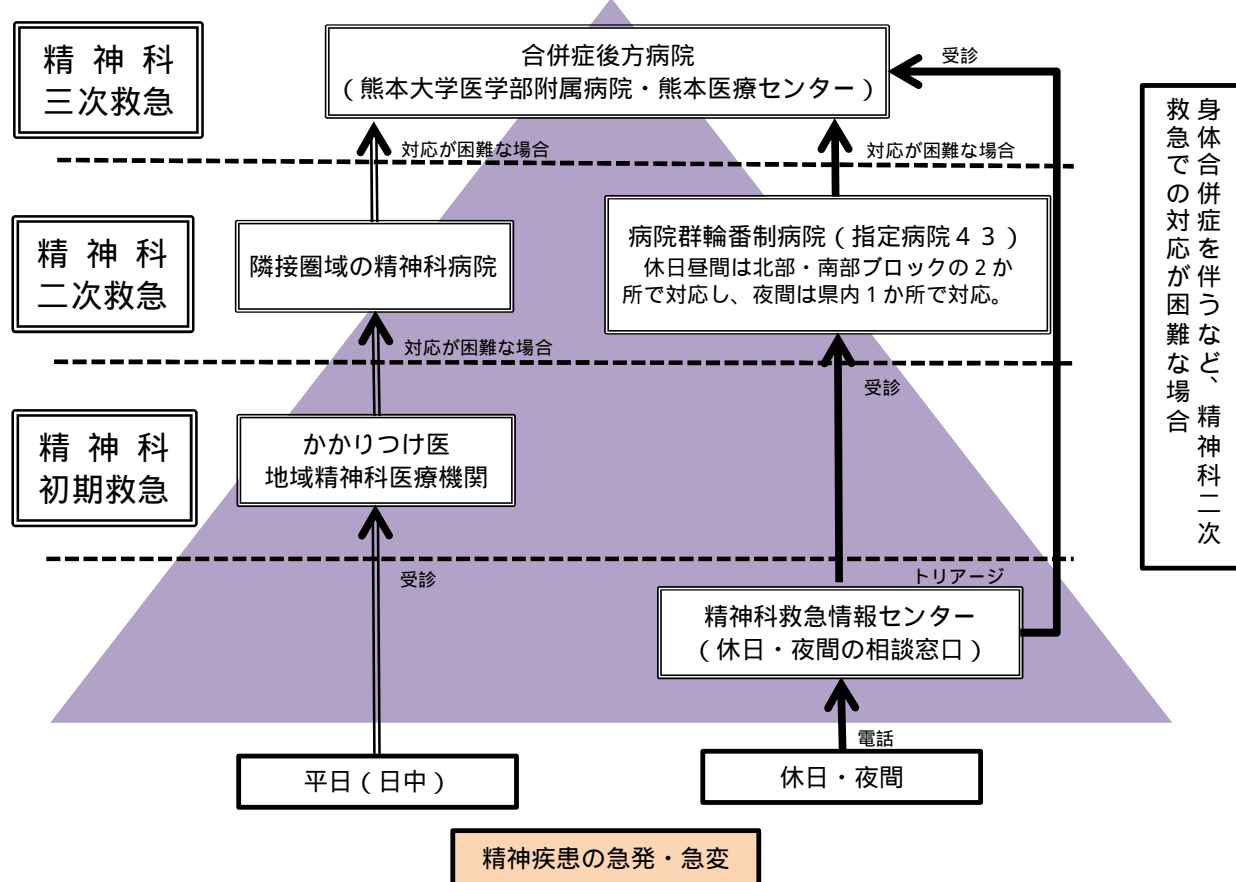 精神科
三次救急
合併症後方病院
（熊本大学医学部附属病院・熊本医療センター）
受診
対応が困難な場合
対応が困難な場合
身体合併症を伴うなど、精神科二次
救急での対応が困難な場合
精神科
二次救急
隣接圏域の精神科病院
病院群輪番制病院（指定病院４３）
休日昼間は北部・南部ブロックの２か
所で対応し、夜間は県内１か所で対応。
対応が困難な場合
受診
精神科
初期救急
かかりつけ医
地域精神科医療機関
受診
トリアージ
精神科救急情報センター
（休日・夜間の相談窓口）
電話
平日（日中）
休日・夜間
精神疾患の急発・急変